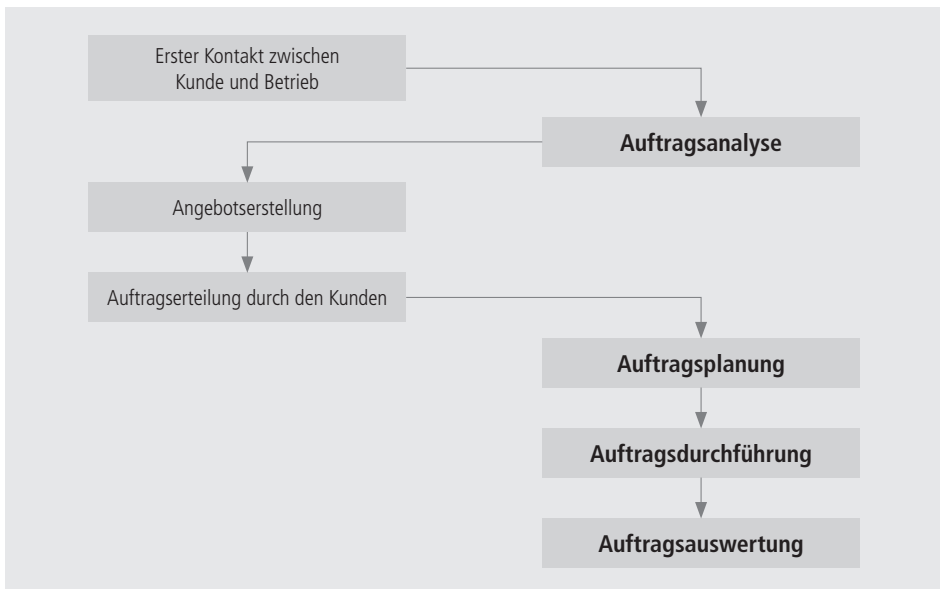 Erster Kontakt zwischen
Kunde und Betrieb
Auftragsanalyse
Angebotserstellung
Auftragserteilung durch den Kunden
Auftragsplanung
Auftragsdurchführung
Auftragsauswertung